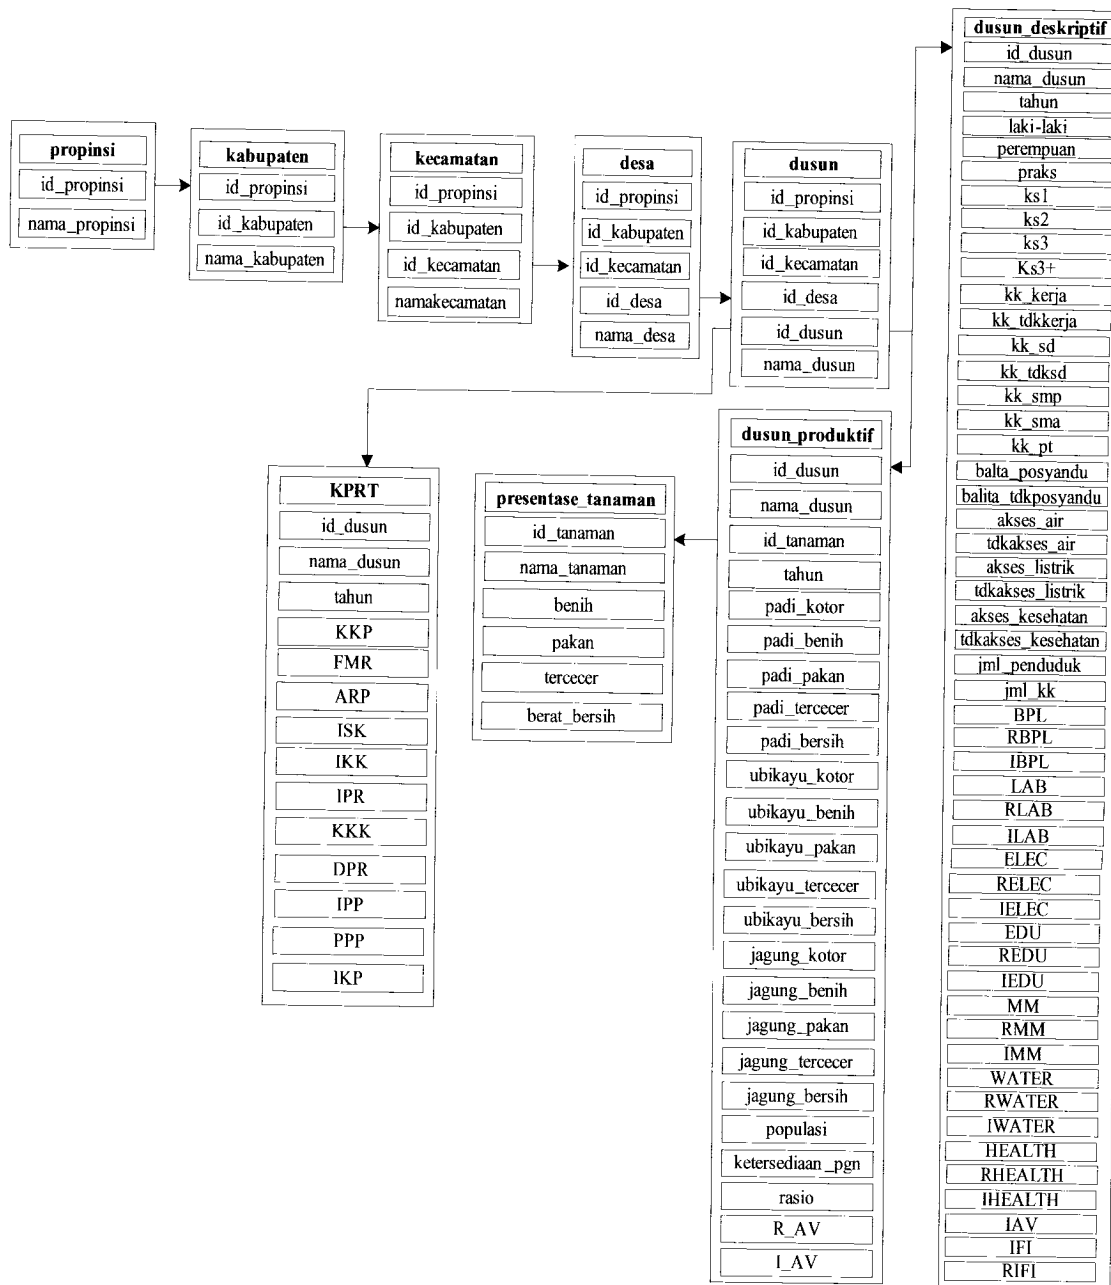 propinsi
id_propinsi
nama_propinsi
kabupaten
id_propinsi
id_kabupaten
nama_kabupaten
kecamatan
id_propinsi
id_kabupaten
id_kecamatan
namakecamatan
desa
id_propinsi
id_kabupaten
id_kecamatan
id_desa
nama_desa
dusun
id_propinsi
id_kabupaten
id_kecamatan
id_desa
id_dusun
nama_dusun
dusun_deskriptif
id_dusun
nama_dusun
tahun
laki-laki
perempuan
praks
ks1
ks2
ks3
Ks3+
kk_kerja
kk_tdkkerja
kk_sd
kk_tdksd
kk_smp
kk_sma
kk_pt
balta_posyandu
balita_tdkposyandu
akses_air
tdkakses_air
akses_listrik
tdkakses_listrik
akses_kesehatan
tdkakses_kesehatan
jml_penduduk
jml_kk
BPL
RBPL
IBPL
LAB
RLAB
ILAB
ELEC
RELEC
IELEC
EDU
REDU
IEDU
MM
RMM
IMM
WATER
RWATER
IWATER
HEALTH
RHEALTH
IHEALTH
IAV
IFI
RIFI
KPRT
id_dusun
nama_dusun
tahun
KKP
FMR
ARP
ISK
IKK
IPR
KKK
DPR
IPP
PPP
IKP
presentase_tanaman
id_tanaman
nama_tanaman
benih
pakan
tercecer
berat_bersih
dusun_produktif
id_dusun
nama_dusun
id_tanaman
tahun
padi_kotor
padi_benih
padi_pakan
padi_tercecer
padi_bersih
ubikayu_kotor
ubikayu_benih
ubikayu_pakan
ubikayu_tercecer
ubikayu_bersih
jagung_kotor
jagung_benih
jagung_pakan
jagung_tercecer
jagung_bersih
populasi
ketersediaan_pgn
rasio
R_AV
I_AV